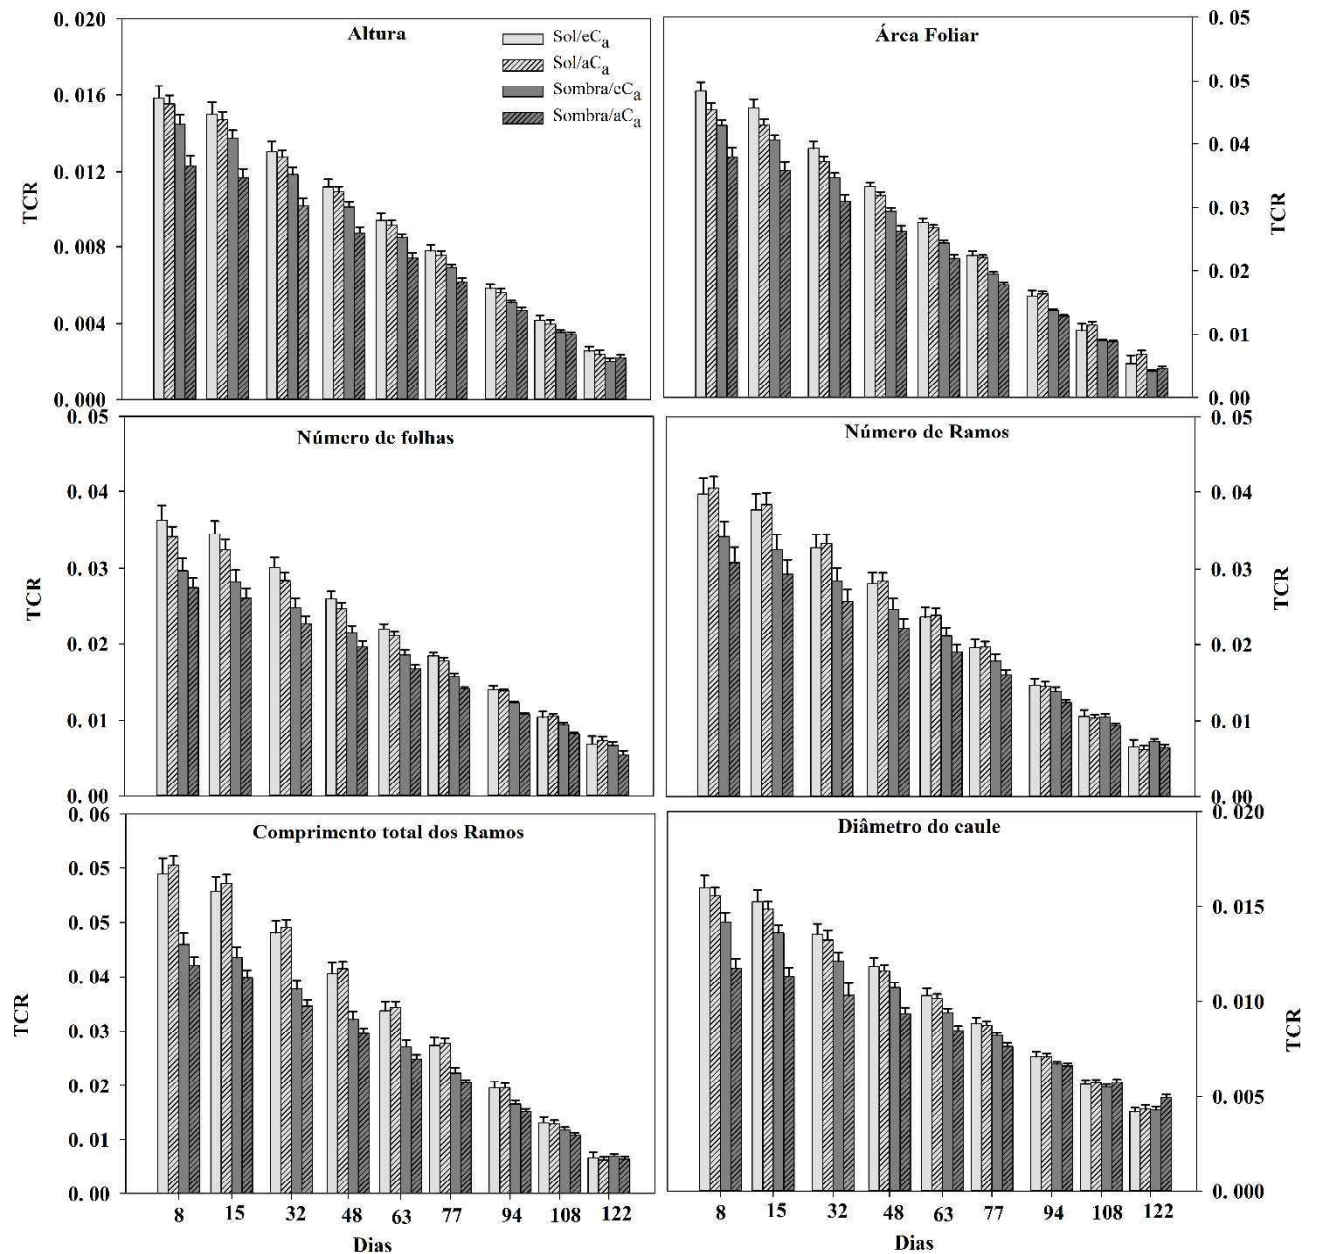 Altura
Sol/eCa
Sol/aCa
Sombra/eCa
Sombra/aCa
TCR
0. 020
0. 016
0. 012
0. 008
0. 004
0. 000
Área Foliar
0. 05
0. 05
0. 04
0. 03
0. 02
0. 01
0. 00
TCR
Número de folhas
TCR
0. 05
0. 04
0. 03
0. 02
0. 01
0. 00
Número de Ramos
0. 05
0. 04
0. 03
0. 02
0. 01
0. 00
TCR
Comprimento total dos Ramos
TCR
0. 06
0. 05
0. 05
0. 04
0. 03
0. 02
0. 01
0. 00
8 15 32 48 63 77 94 108 122
Dias
Diâmetro do caule
0. 020
0. 015
0. 010
0. 005
0. 000
TCR
8 15 32 48 63 77 94 108 122
Dias